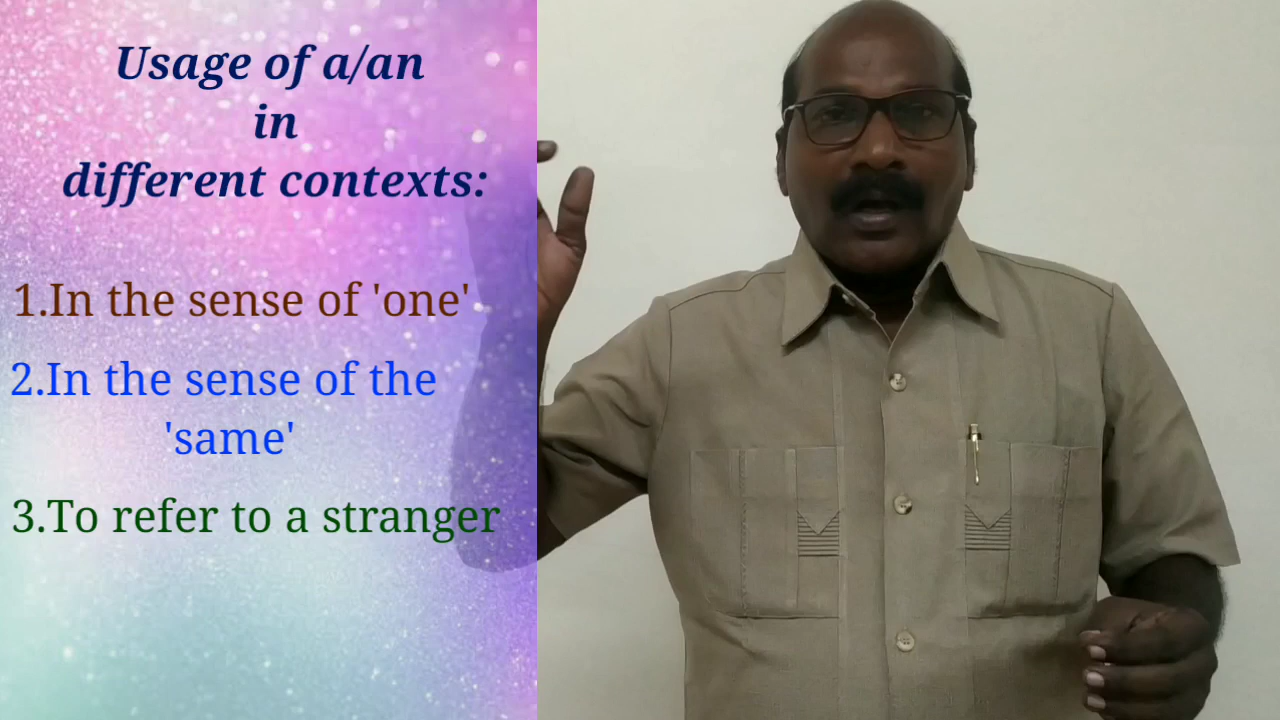 Usage of a/an
in
different contexts:
1.In the sense of 'one'
2.In the sense of the
'same'
3.To refer to a stranger